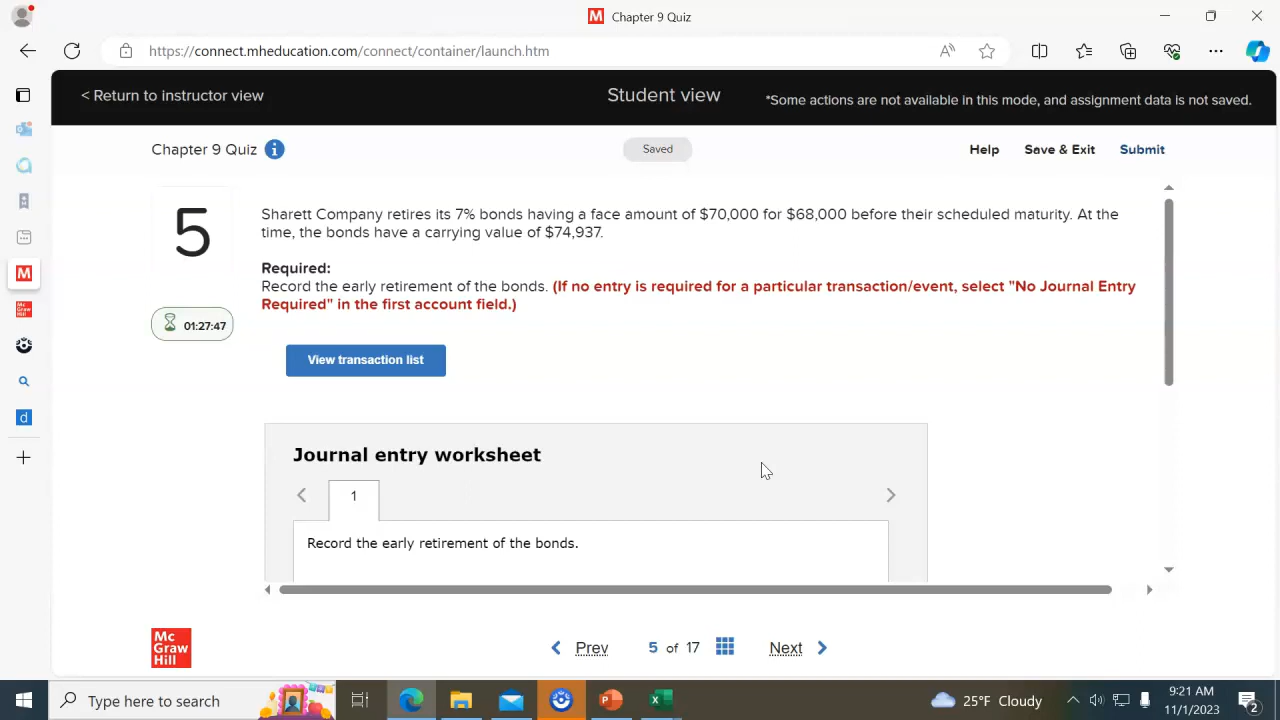 M Chapter 9 Quiz
https://connect.mheducation.com/connect/container/launch.htm
< Return to instructor view
Student view
*Some actions are not available in this mode, and assignment data is not saved.
Chapter 9 Quiz i
Saved
Help Save & Exit Submit
5
Sharett Company retires its 7% bonds having a face amount of $70,000 for $68,000 before their scheduled maturity. At the
time, the bonds have a carrying value of $74,937.
Required:
Record the early retirement of the bonds. (If no entry is required for a particular transaction/event, select "No Journal Entry
Required" in the first account field.)
01:27:47
View transaction list
Journal entry worksheet
< 1 >
Record the early retirement of the bonds.
Mc
Graw
Hill
Prev 5 of 17 Next
Type here to search
25°F Cloudy
9:21 AM
11/1/2023
2